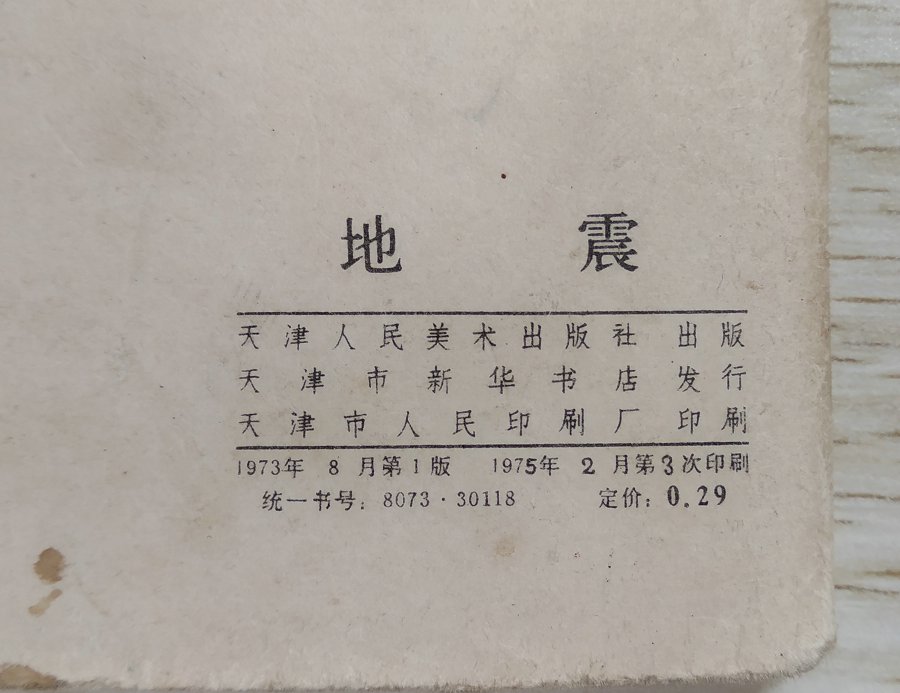 地震
天津人民美术出版社 出版
天津市新华书店发行
天津市人民印刷厂 印刷
1973年 8 月第 1 版 1975年 2 月第 3 次印刷
统一书号：8073·30118 定价：0.29